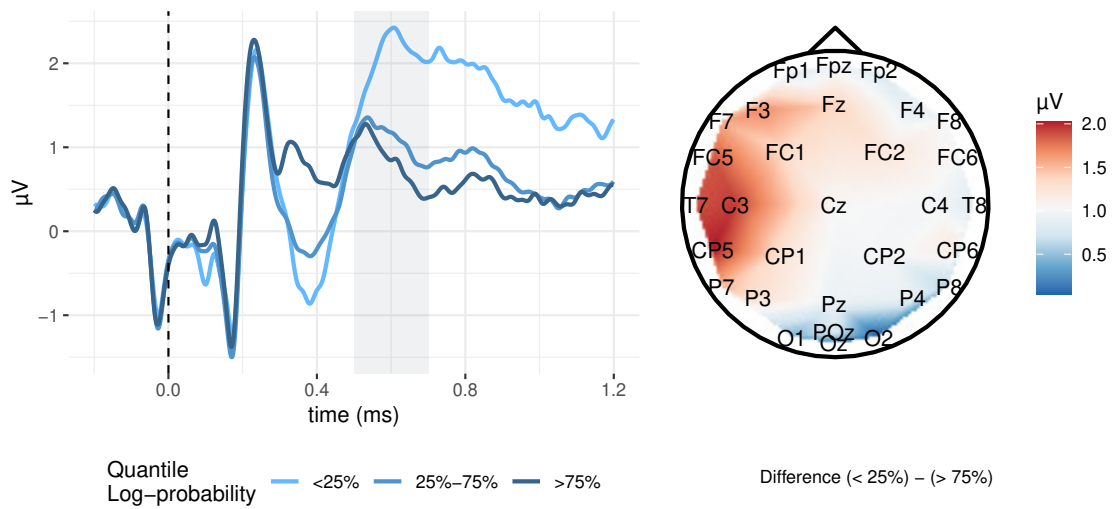 2
1
0
−1
µV
0.0 0.4 0.8 1.2
time (ms)
Quantile
Log−probability
<25% 25%−75% >75%
Fp1 Fpz Fp2
F7 F3 Fz F4 F8
FC5 FC1 FC2 FC6
T7 C3 Cz C4 T8
CP5 CP1 CP2 CP6
P7 P3 Pz P4 P8
POz
O1 Oz O2
µV
2.0
1.5
1.0
0.5
Difference (< 25%) − (> 75%)